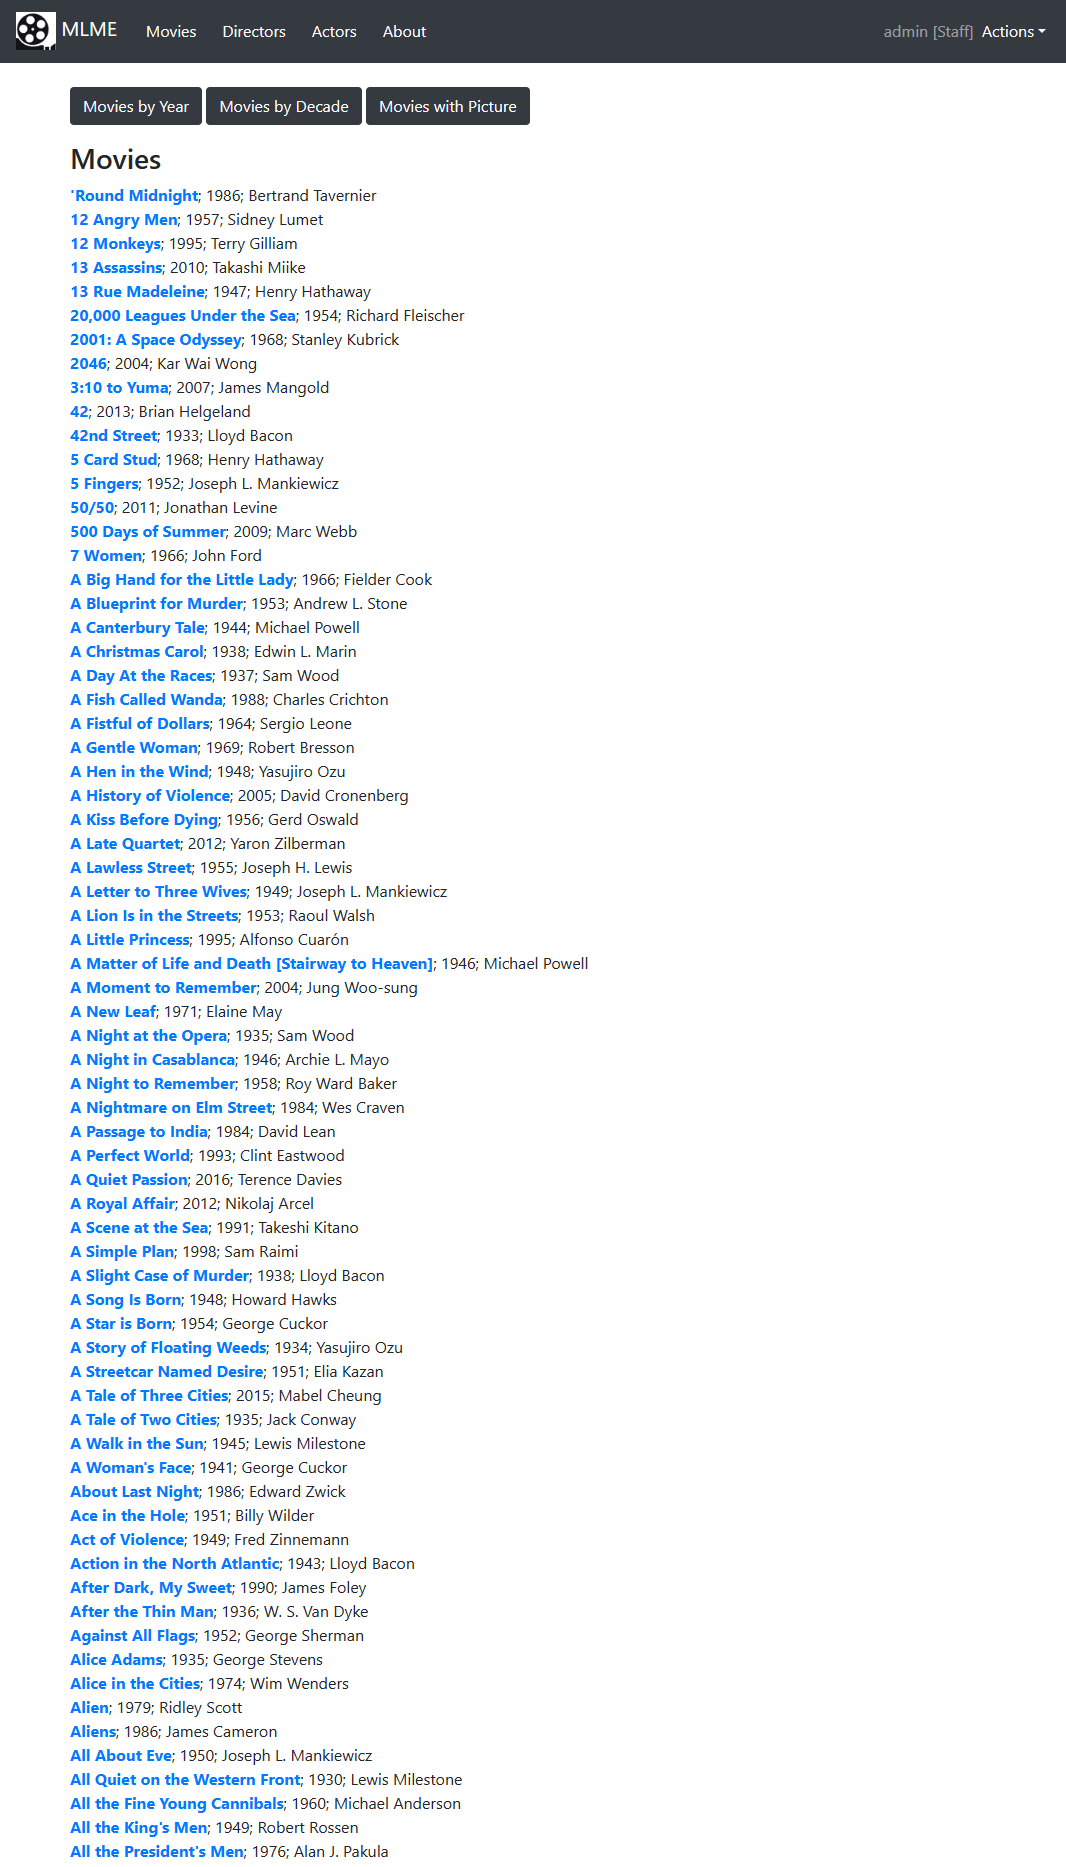 MLME Movies Directors Actors About admin [Staff] Actions
Movies by Year Movies by Decade Movies with Picture
Movies
'Round Midnight; 1986; Bertrand Tavernier
12 Angry Men; 1957; Sidney Lumet
12 Monkeys; 1995; Terry Gilliam
13 Assassins; 2010; Takashi Miike
13 Rue Madeleine; 1947; Henry Hathaway
20,000 Leagues Under the Sea; 1954; Richard Fleischer
2001: A Space Odyssey; 1968; Stanley Kubrick
2046; 2004; Kar Wai Wong
3:10 to Yuma; 2007; James Mangold
42; 2013; Brian Helgeland
42nd Street; 1933; Lloyd Bacon
5 Card Stud; 1968; Henry Hathaway
5 Fingers; 1952; Joseph L. Mankiewicz
50/50; 2011; Jonathan Levine
500 Days of Summer; 2009; Marc Webb
7 Women; 1966; John Ford
A Big Hand for the Little Lady; 1966; Fielder Cook
A Blueprint for Murder; 1953; Andrew L. Stone
A Canterbury Tale; 1944; Michael Powell
A Christmas Carol; 1938; Edwin L. Marin
A Day At the Races; 1937; Sam Wood
A Fish Called Wanda; 1988; Charles Crichton
A Fistful of Dollars; 1964; Sergio Leone
A Gentle Woman; 1969; Robert Bresson
A Hen in the Wind; 1948; Yasujiro Ozu
A History of Violence; 2005; David Cronenberg
A Kiss Before Dying; 1956; Gerd Oswald
A Late Quartet; 2012; Yaron Zilberman
A Lawless Street; 1955; Joseph H. Lewis
A Letter to Three Wives; 1949; Joseph L. Mankiewicz
A Lion Is in the Streets; 1953; Raoul Walsh
A Little Princess; 1995; Alfonso Cuarón
A Matter of Life and Death [Stairway to Heaven]; 1946; Michael Powell
A Moment to Remember; 2004; Jung Woo-sung
A New Leaf; 1971; Elaine May
A Night at the Opera; 1935; Sam Wood
A Night in Casablanca; 1946; Archie L. Mayo
A Night to Remember; 1958; Roy Ward Baker
A Nightmare on Elm Street; 1984; Wes Craven
A Passage to India; 1984; David Lean
A Perfect World; 1993; Clint Eastwood
A Quiet Passion; 2016; Terence Davies
A Royal Affair; 2012; Nikolaj Arcel
A Scene at the Sea; 1991; Takeshi Kitano
A Simple Plan; 1998; Sam Raimi
A Slight Case of Murder; 1938; Lloyd Bacon
A Song Is Born; 1948; Howard Hawks
A Star is Born; 1954; George Cuckor
A Story of Floating Weeds; 1934; Yasujiro Ozu
A Streetcar Named Desire; 1951; Elia Kazan
A Tale of Three Cities; 2015; Mabel Cheung
A Tale of Two Cities; 1935; Jack Conway
A Walk in the Sun; 1945; Lewis Milestone
A Woman's Face; 1941; George Cuckor
About Last Night; 1986; Edward Zwick
Ace in the Hole; 1951; Billy Wilder
Act of Violence; 1949; Fred Zinnemann
Action in the North Atlantic; 1943; Lloyd Bacon
After Dark, My Sweet; 1990; James Foley
After the Thin Man; 1936; W. S. Van Dyke
Against All Flags; 1952; George Sherman
Alice Adams; 1935; George Stevens
Alice in the Cities; 1974; Wim Wenders
Alien; 1979; Ridley Scott
Aliens; 1986; James Cameron
All About Eve; 1950; Joseph L. Mankiewicz
All Quiet on the Western Front; 1930; Lewis Milestone
All the Fine Young Cannibals; 1960; Michael Anderson
All the King's Men; 1949; Robert Rossen
All the President's Men; 1976; Alan J. Pakula